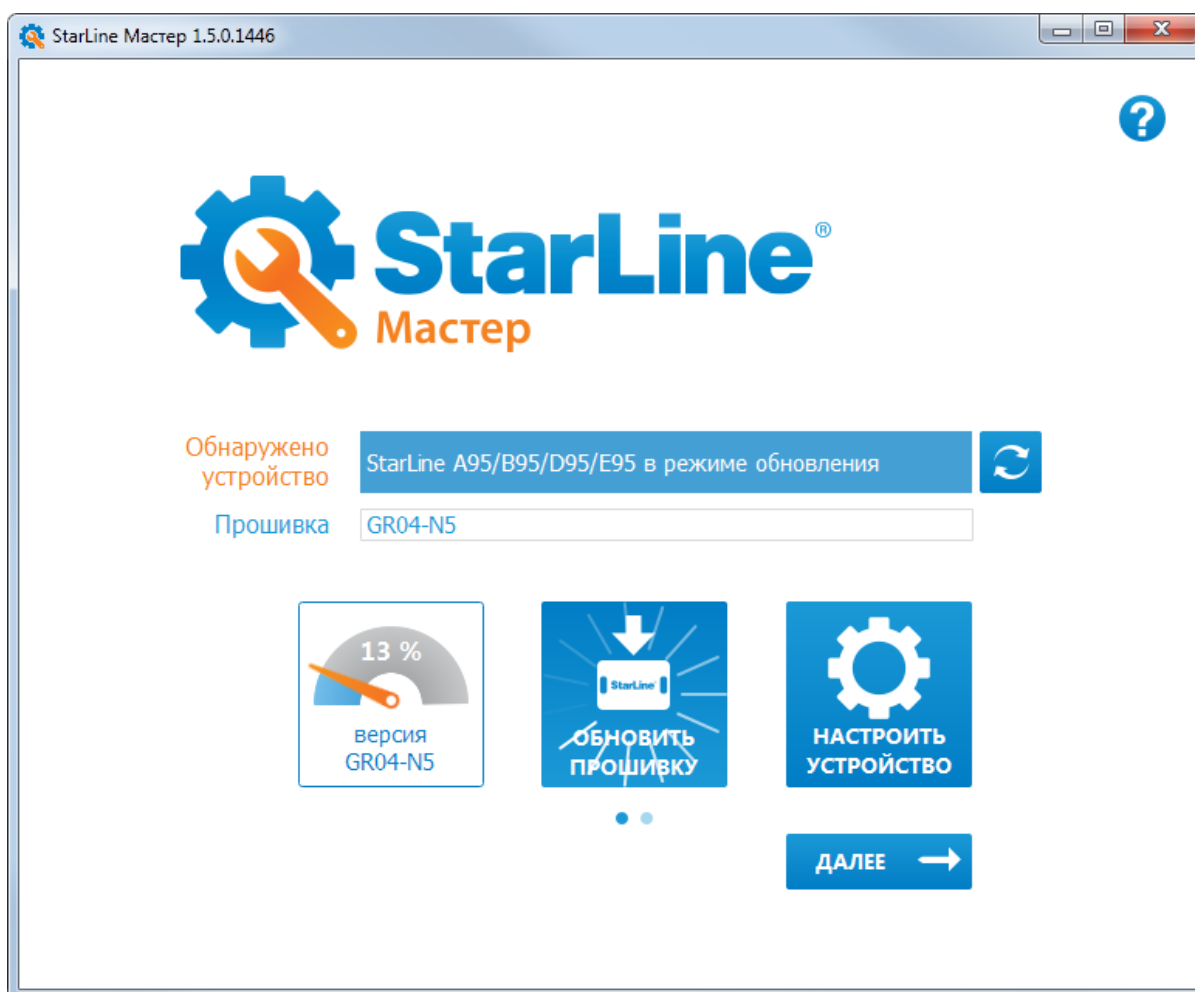 StarLine Мастер 1.5.0.1446
?
StarLine®
Мастер
Обнаружено
устройство
StarLine A95/B95/D95/E95 в режиме обновления
Прошивка
GR04-N5
13 %
версия
GR04-N5
StarLine
ОБНОВИТЬ
ПРОШИВКУ
НАСТРОИТЬ
УСТРОЙСТВО
ДАЛЕЕ